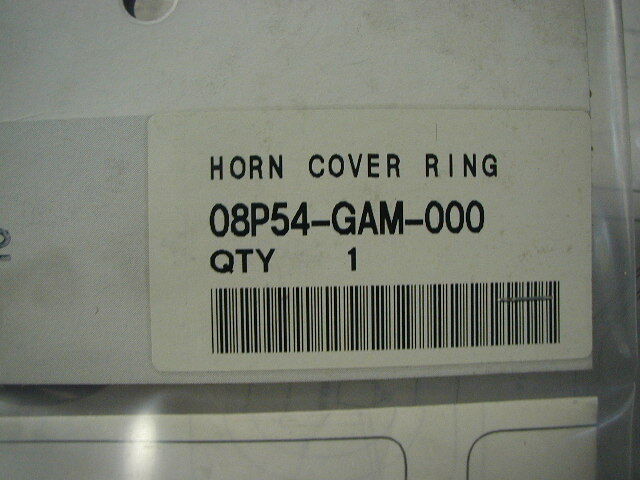 HORN COVER RING
08P54-GAM-000
QTY 1